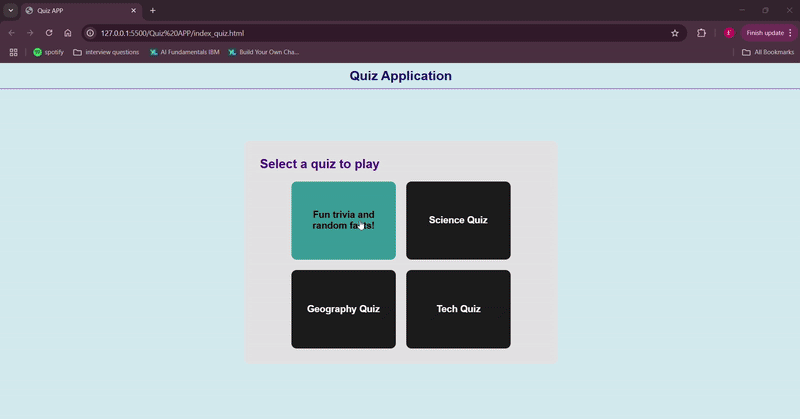 Quiz APP
127.0.0.1:5500/Quiz%20APP/index_quiz.html
Finish update
spotify
interview questions
AI Fundamentals IBM
Build Your Own Cha...
All Bookmarks
Quiz Application
Select a quiz to play
Fun trivia and
random facts!
Science Quiz
Geography Quiz
Tech Quiz